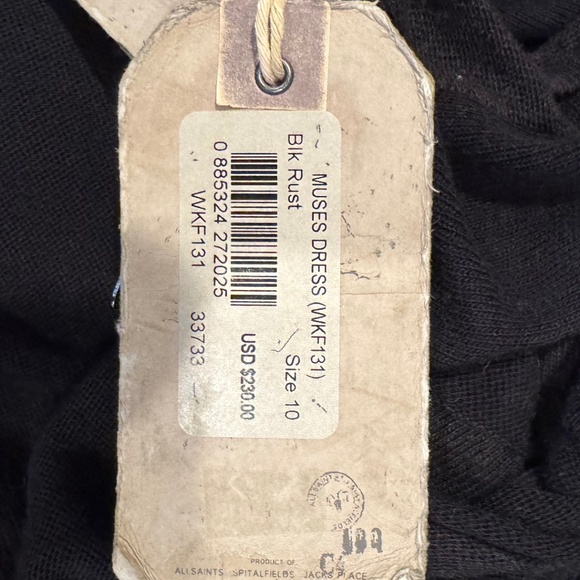 MUSES DRESS (WKF131)
Blk Rust
Size 10
0 885324 272025
USD $230.00
WKF131
33733
PRODUCT OF
ALLSAINTS SPITALFIELDS JACKS PLACE